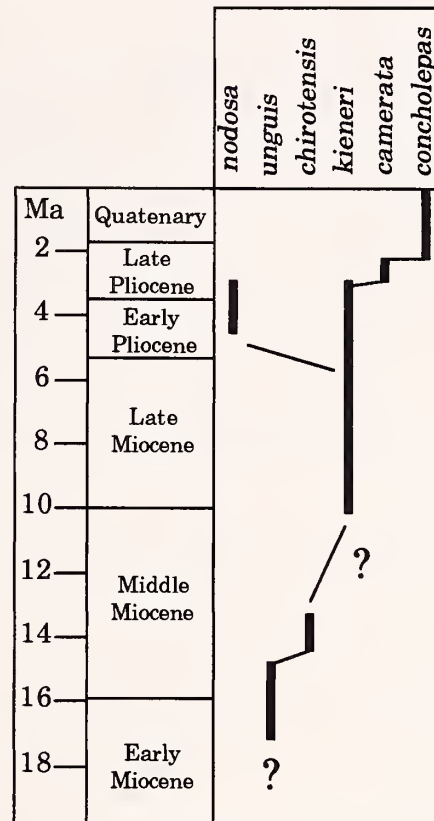 nodosa
unguis
chirotensis
kieneri
camerata
concholepas
Ma
2
4
6
8
10
12
14
16
18
Quaternary
Late
Pliocene
Early
Pliocene
Late
Miocene
Middle
Miocene
Early
Miocene
?
?